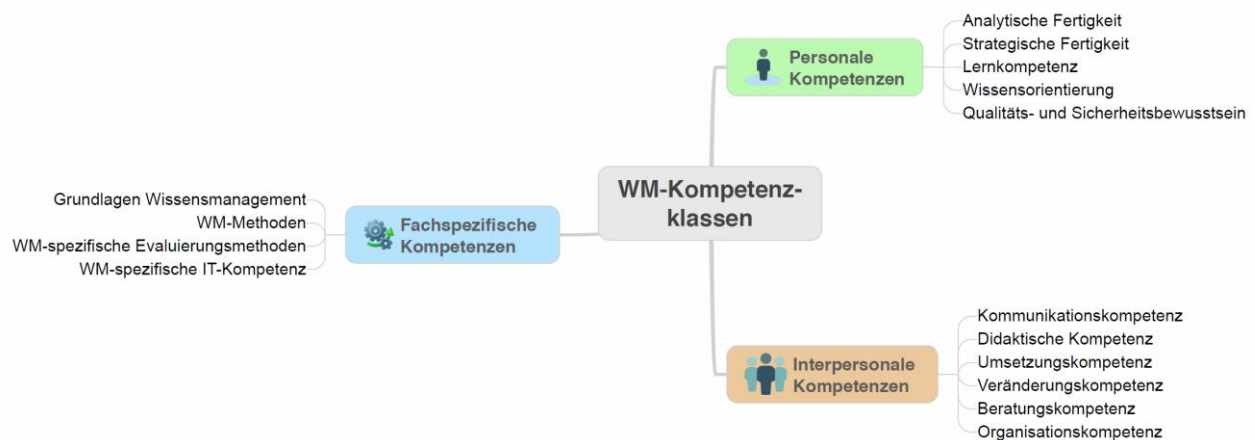 WM-Kompetenz-
klassen
Personale
Kompetenzen
Analytische Fertigkeit
Strategische Fertigkeit
Lernkompetenz
Wissensorientierung
Qualitäts- und Sicherheitsbewusstsein
Fachspezifische
Kompetenzen
Grundlagen Wissensmanagement
WM-Methoden
WM-spezifische Evaluierungsmethoden
WM-spezifische IT-Kompetenz
Interpersonale
Kompetenzen
Kommunikationskompetenz
Didaktische Kompetenz
Umsetzungskompetenz
Veränderungskompetenz
Beratungskompetenz
Organisationskompetenz